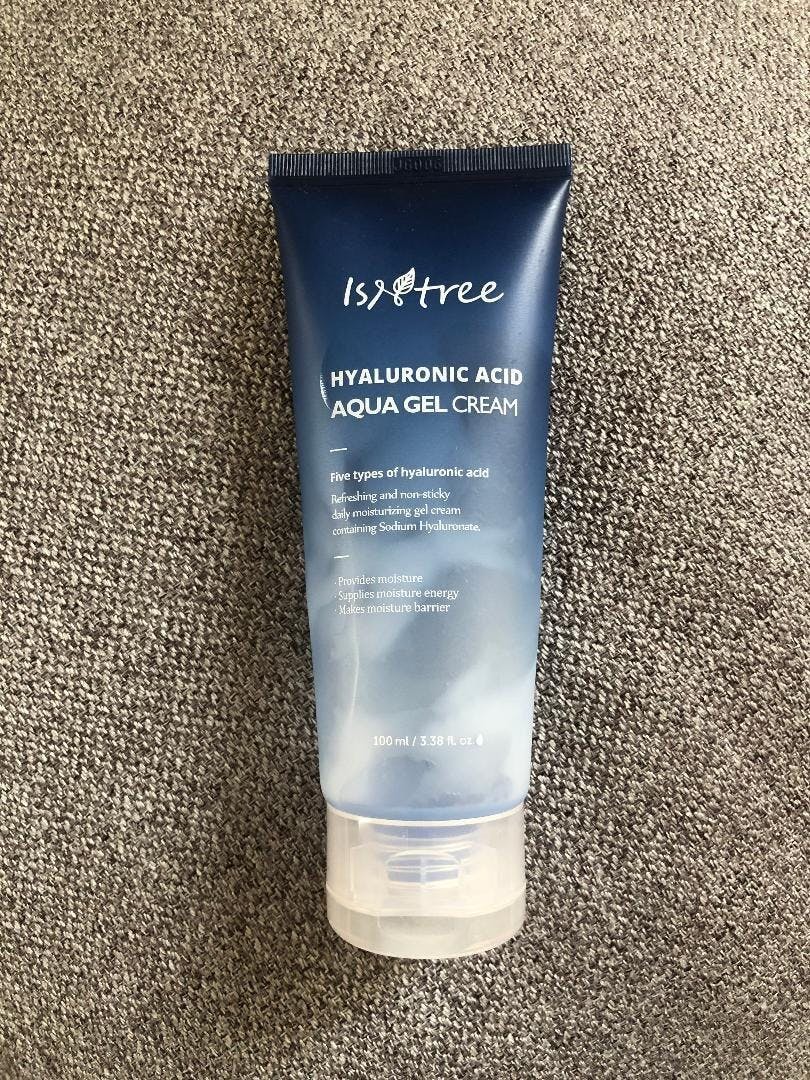 Isntree
HYALURONIC ACID
AQUA GEL CREAM
Five types of hyaluronic acid
Refreshing and non-sticky
daily moisturizing gel cream
containing Sodium Hyaluronate.
· Provides moisture
· Supplies moisture energy
· Makes moisture barrier
100 ml / 3.38 fl. oz